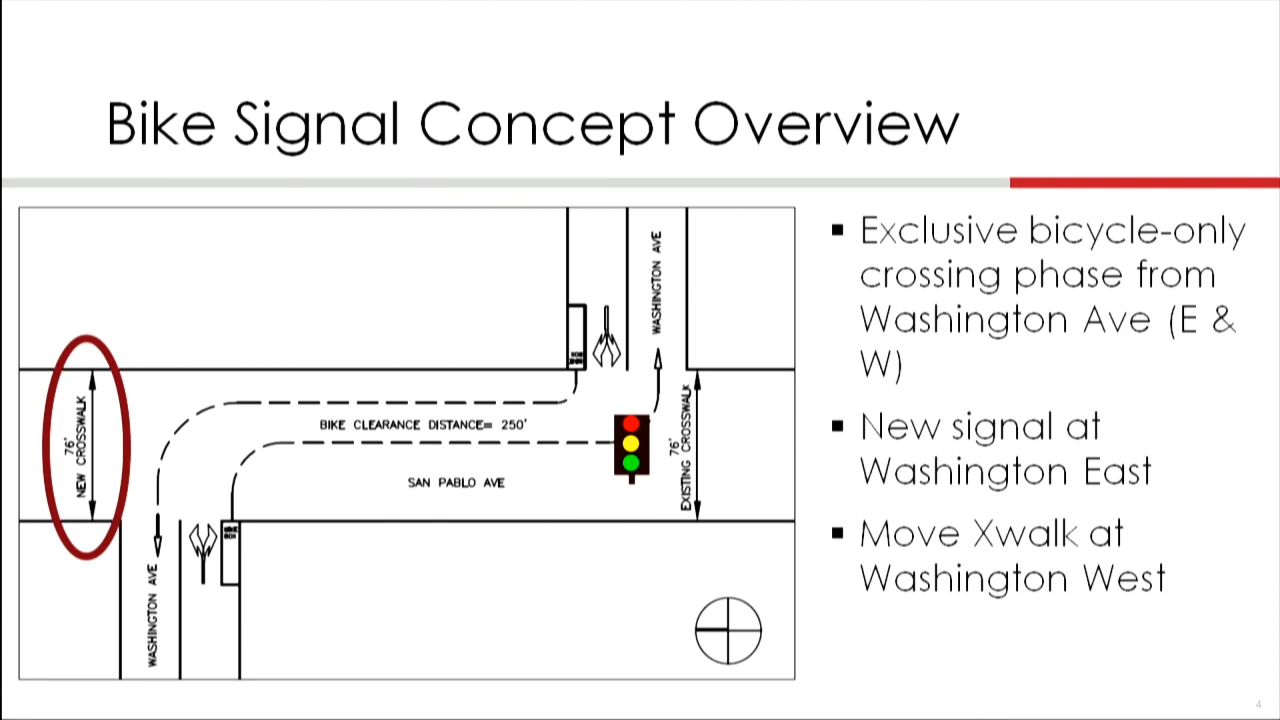 Bike Signal Concept Overview
WASHINGTON AVE
BIKE CLEARANCE DISTANCE= 250'
SAN PABLO AVE
76'
NEW CROSSWALK
76'
EXISTING CROSSWALK
WASHINGTON AVE
BOX
▪ Exclusive bicycle-only
crossing phase from
Washington Ave (E &
W)
▪ New signal at
Washington East
▪ Move Xwalk at
Washington West
4